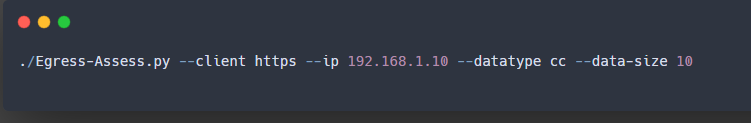 ./Egress-Assess.py --client https --ip 192.168.1.10 --datatype cc --data-size 10